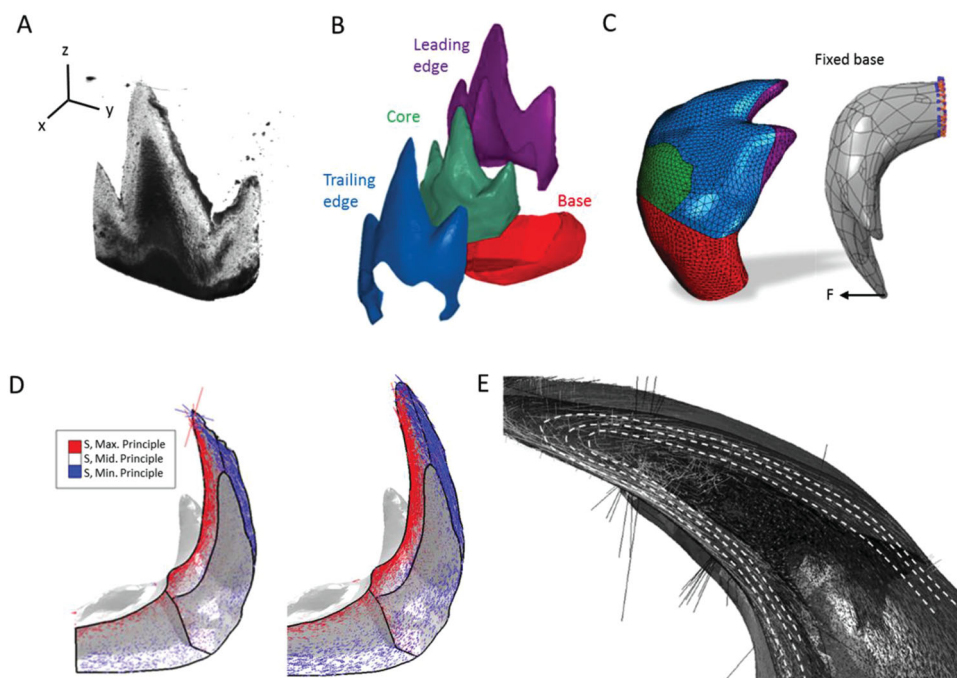 A
z
x
y
B
Leading
edge
Core
Trailing
edge
Base
C
Fixed base
F
D
S, Max. Principle
S, Mid. Principle
S, Min. Principle
E